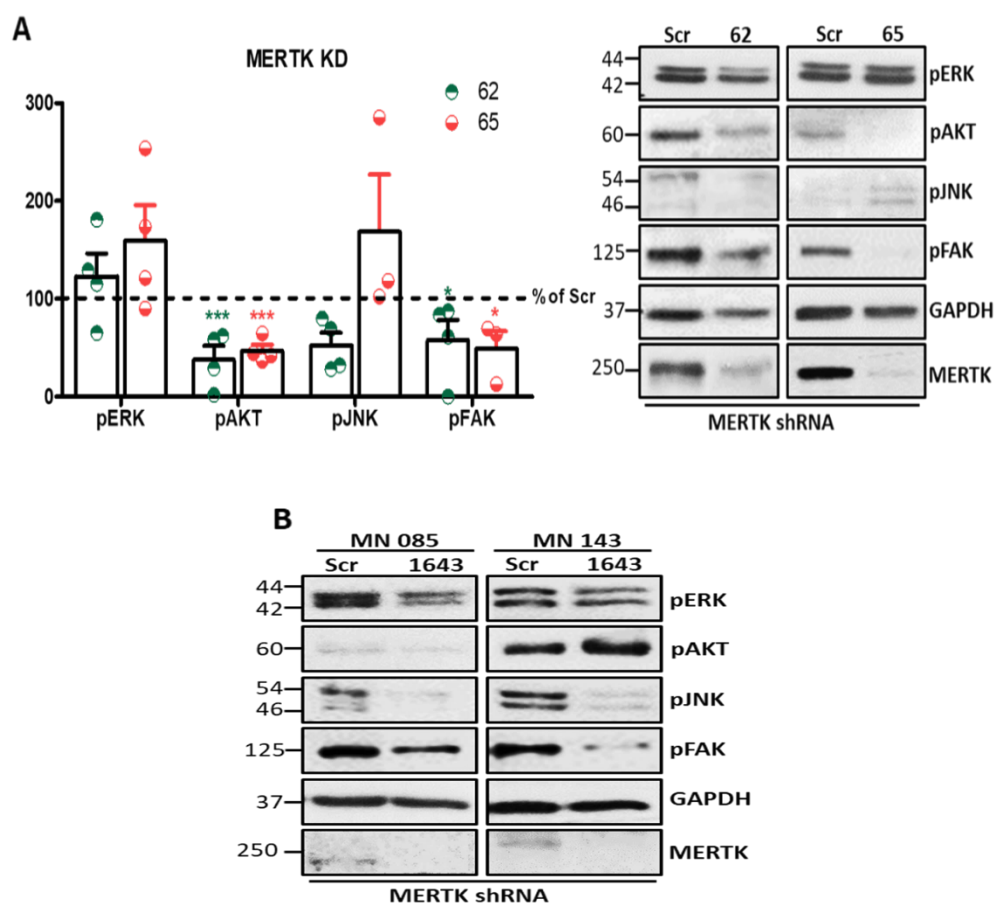 A
MERTK KD
300
200
100
0
62
65
*** *** * *
% of Scr
pERK pAKT pJNK pFAK
Scr 62 Scr 65
44
42
pERK
60
pAKT
54
46
pJNK
125
pFAK
37
GAPDH
250
MERTK
MERTK shRNA
B
MN 085 MN 143
Scr 1643 Scr 1643
44
42
pERK
60
pAKT
54
46
pJNK
125
pFAK
37
GAPDH
250
MERTK
MERTK shRNA